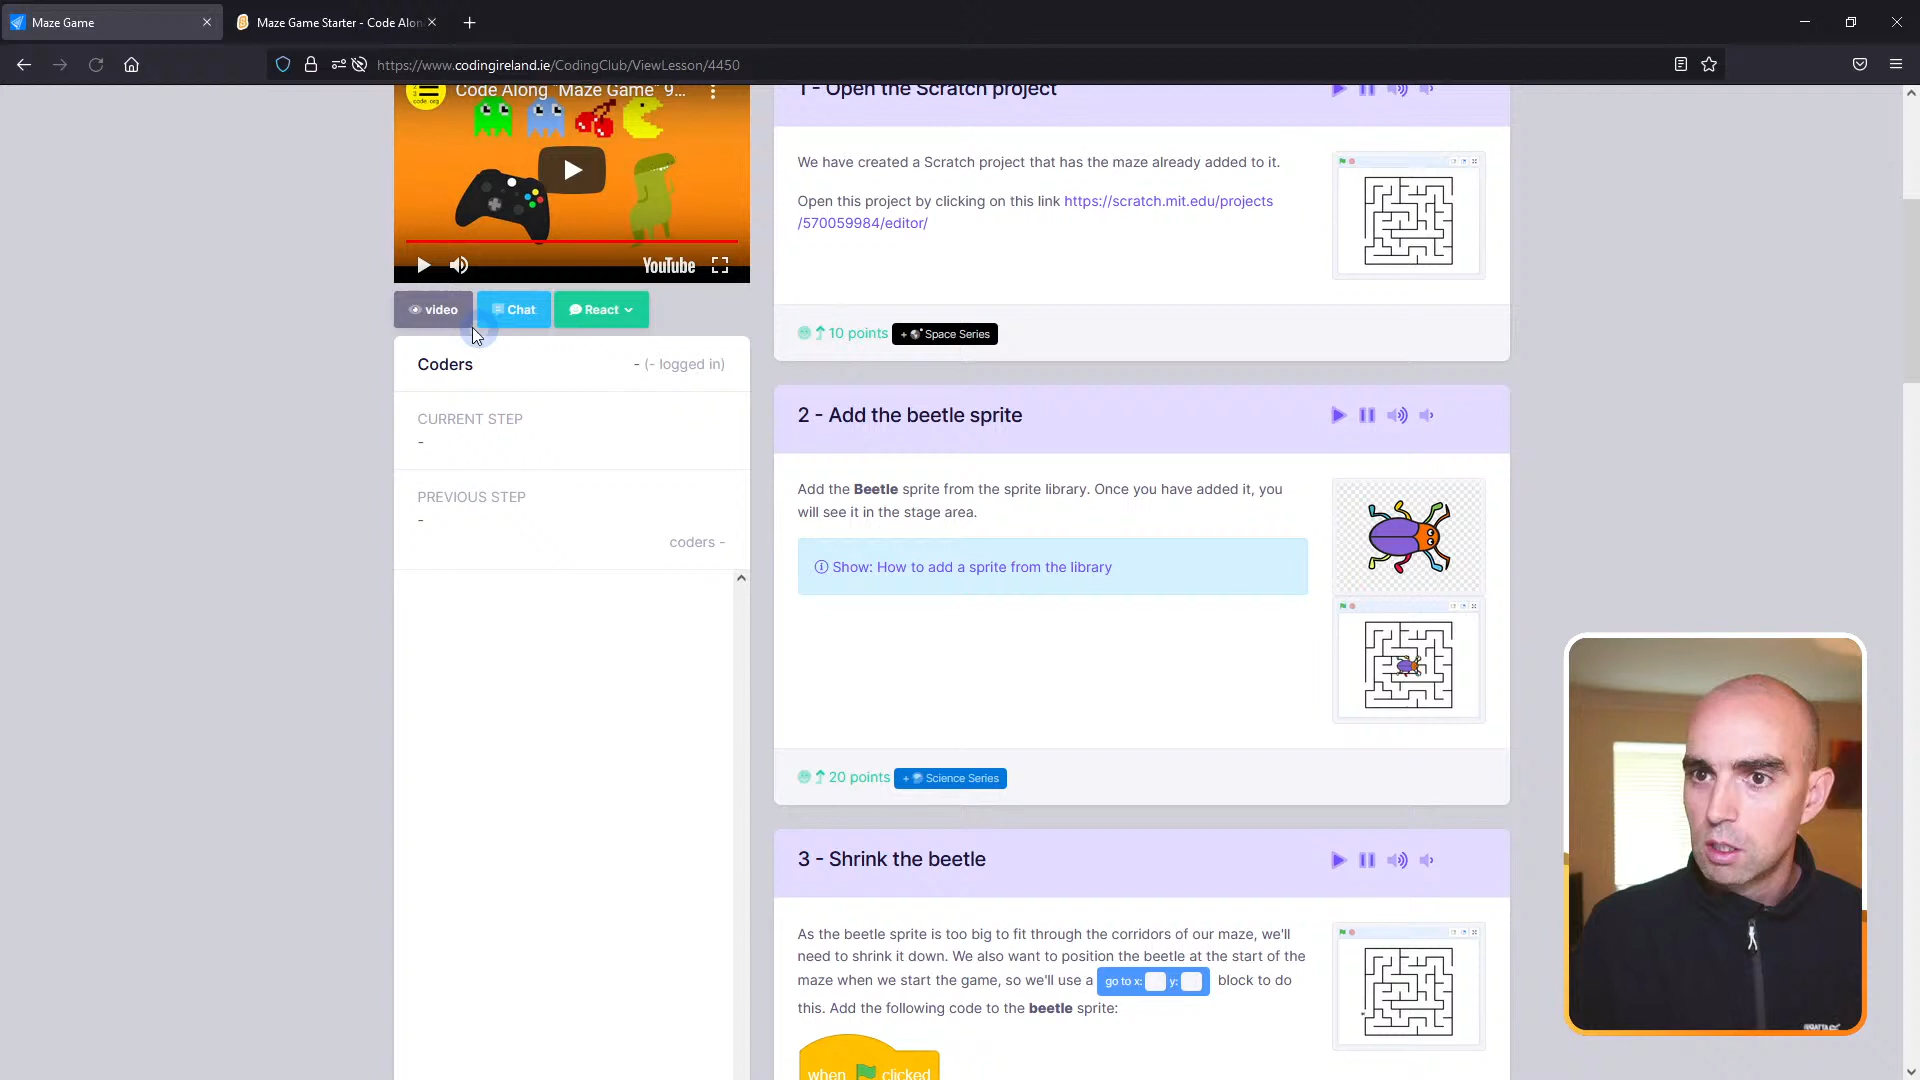 Maze Game
Maze Game Starter - Code Alon
https://www.codingireland.ie/CodingClub/ViewLesson/4450
code.org
Code Along "Maze Game" 9...
YouTube
video
Chat
React
Coders
- (- logged in)
CURRENT STEP
-
PREVIOUS STEP
-
coders -
1 - Open the Scratch project
We have created a Scratch project that has the maze already added to it.
Open this project by clicking on this link https://scratch.mit.edu/projects
/570059984/editor/
10 points
+ Space Series
2 - Add the beetle sprite
Add the Beetle sprite from the sprite library. Once you have added it, you
will see it in the stage area.
Show: How to add a sprite from the library
20 points
+ Science Series
3 - Shrink the beetle
As the beetle sprite is too big to fit through the corridors of our maze, we'll
need to shrink it down. We also want to position the beetle at the start of the
maze when we start the game, so we'll use a go to x: y: block to do
this. Add the following code to the beetle sprite:
when clicked